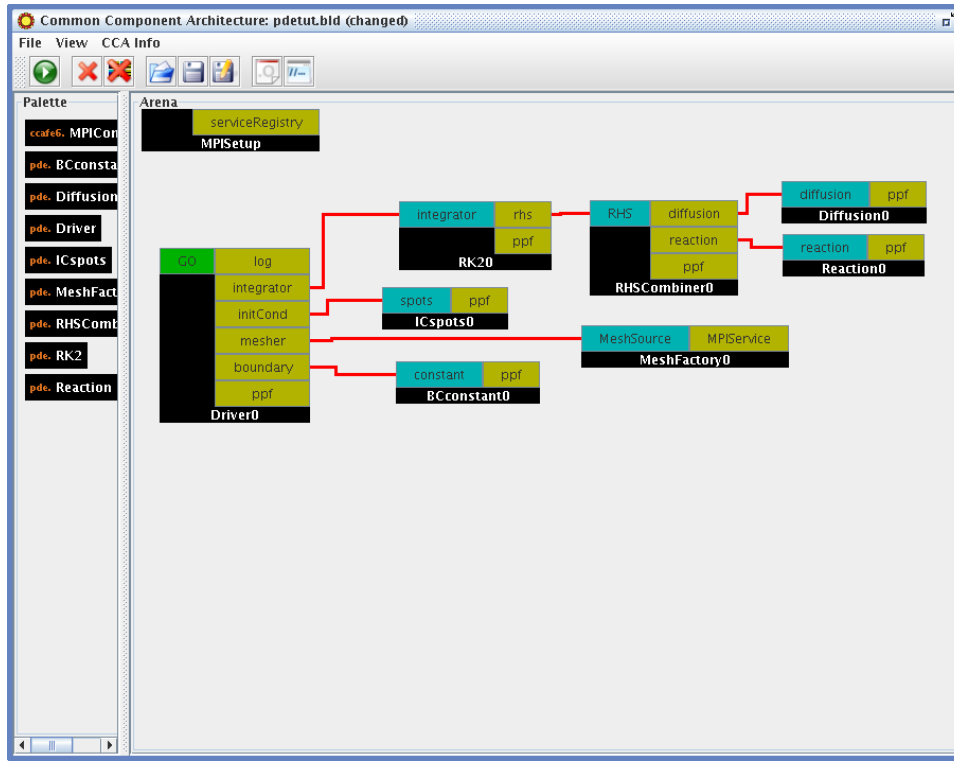 Common Component Architecture: pdetut.bld (changed)
File View CCA Info
Palette
ccafe6. MPICon
pde. BCconsta
pde. Diffusion
pde. Driver
pde. ICspots
pde. MeshFact
pde. RHSComb
pde. RK2
pde. Reaction
Arena
serviceRegistry
MPISetup
GO log
integrator
initCond
mesher
boundary
ppf
Driver0
integrator rhs
ppf
RK20
spots ppf
ICspots0
constant ppf
BCconstant0
RHS diffusion
reaction
ppf
RHSCombiner0
MeshSource MPIService
MeshFactory0
diffusion ppf
Diffusion0
reaction ppf
Reaction0